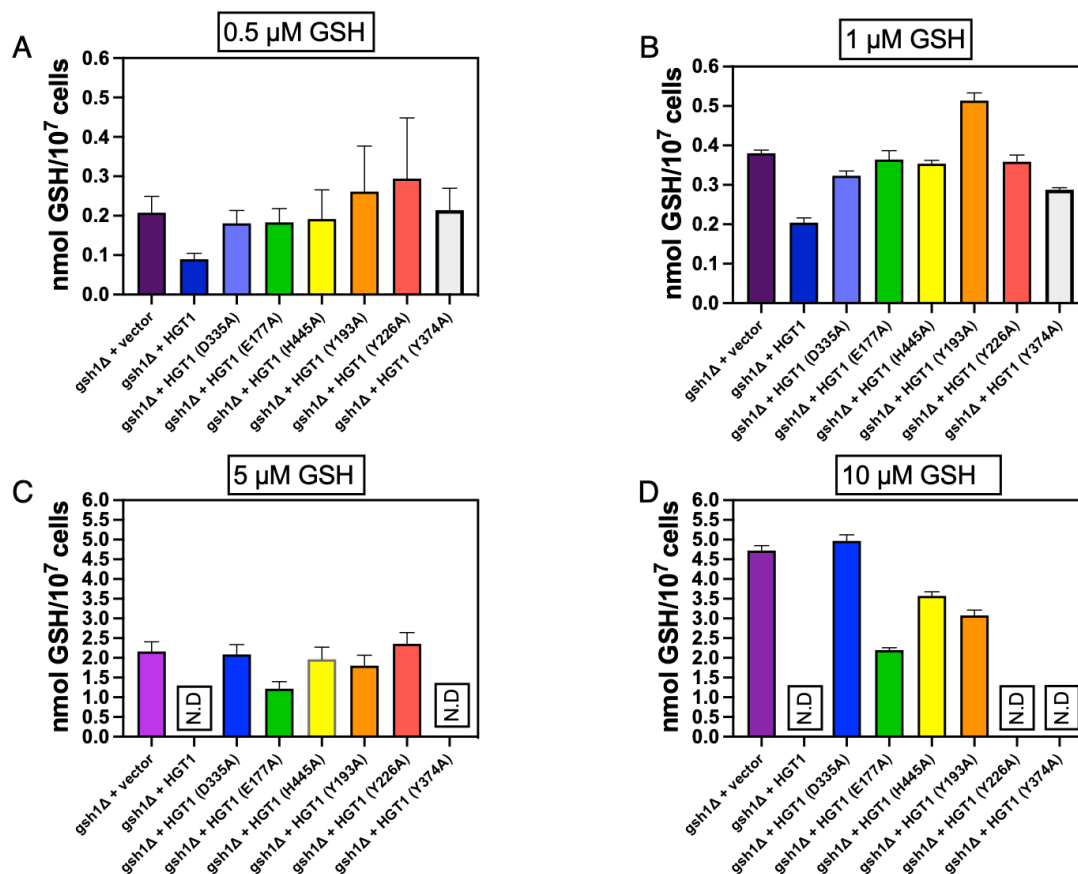 A
0.5 µM GSH
nmol GSH/10⁷ cells
0.6
0.5
0.4
0.3
0.2
0.1
0.0
gsh1Δ + vector
gsh1Δ + HGT1
gsh1Δ + HGT1 (D335A)
gsh1Δ + HGT1 (E177A)
gsh1Δ + HGT1 (H445A)
gsh1Δ + HGT1 (Y193A)
gsh1Δ + HGT1 (Y226A)
gsh1Δ + HGT1 (Y374A)
B
1 µM GSH
nmol GSH/10⁷ cells
0.6
0.5
0.4
0.3
0.2
0.1
0.0
gsh1Δ + vector
gsh1Δ + HGT1
gsh1Δ + HGT1 (D335A)
gsh1Δ + HGT1 (E177A)
gsh1Δ + HGT1 (H445A)
gsh1Δ + HGT1 (Y193A)
gsh1Δ + HGT1 (Y226A)
gsh1Δ + HGT1 (Y374A)
C
5 µM GSH
nmol GSH/10⁷ cells
6.0
5.5
5.0
4.5
4.0
3.5
3.0
2.5
2.0
1.5
1.0
0.5
0.0
N.D
N.D
gsh1Δ + vector
gsh1Δ + HGT1
gsh1Δ + HGT1 (D335A)
gsh1Δ + HGT1 (E177A)
gsh1Δ + HGT1 (H445A)
gsh1Δ + HGT1 (Y193A)
gsh1Δ + HGT1 (Y226A)
gsh1Δ + HGT1 (Y374A)
D
10 µM GSH
nmol GSH/10⁷ cells
6.0
5.5
5.0
4.5
4.0
3.5
3.0
2.5
2.0
1.5
1.0
0.5
0.0
N.D
N.D
N.D
gsh1Δ + vector
gsh1Δ + HGT1
gsh1Δ + HGT1 (D335A)
gsh1Δ + HGT1 (E177A)
gsh1Δ + HGT1 (H445A)
gsh1Δ + HGT1 (Y193A)
gsh1Δ + HGT1 (Y226A)
gsh1Δ + HGT1 (Y374A)